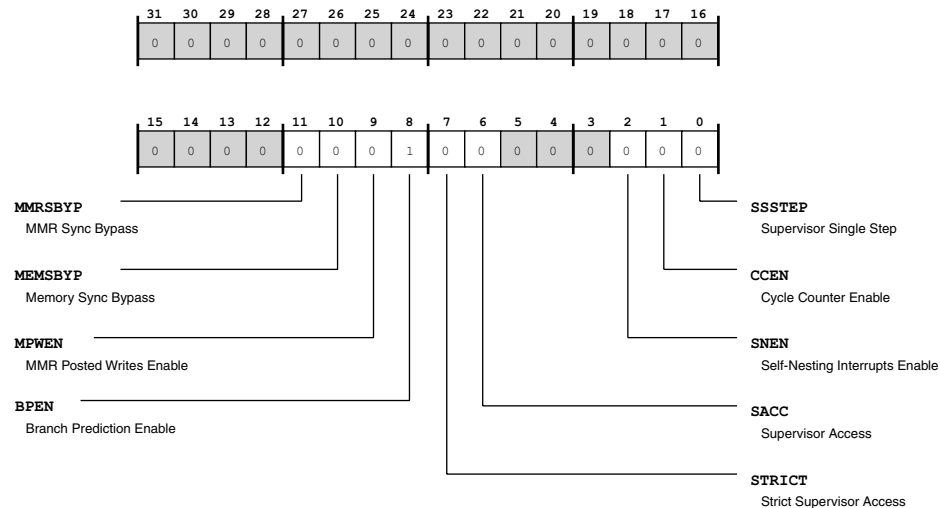 31 30 29 28 27 26 25 24 23 22 21 20 19 18 17 16
0 0 0 0 0 0 0 0 0 0 0 0 0 0 0 0
15 14 13 12 11 10 9 8 7 6 5 4 3 2 1 0
0 0 0 0 0 0 0 1 0 0 0 0 0 0 0 0
MMRSBYP
MMR Sync Bypass
MEMSBYP
Memory Sync Bypass
MPWEN
MMR Posted Writes Enable
BPEN
Branch Prediction Enable
SSSTEP
Supervisor Single Step
CCEN
Cycle Counter Enable
SNEN
Self-Nesting Interrupts Enable
SACC
Supervisor Access
STRICT
Strict Supervisor Access